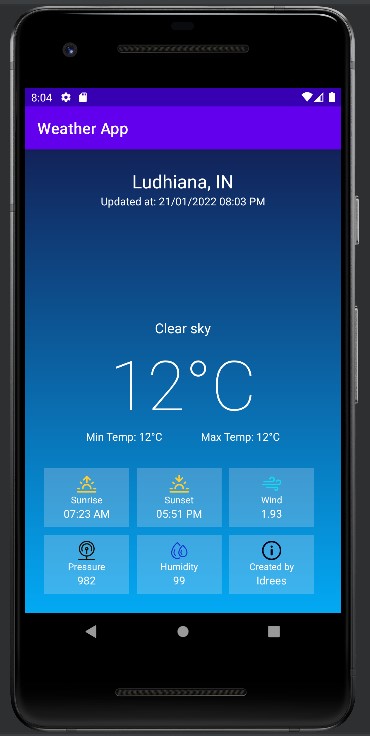 8:04
Weather App
Ludhiana, IN
Updated at: 21/01/2022 08:03 PM
Clear sky
12°C
Min Temp: 12°C Max Temp: 12°C
Sunrise
07:23 AM
Sunset
05:51 PM
Wind
1.93
Pressure
982
Humidity
99
Created by
Idrees